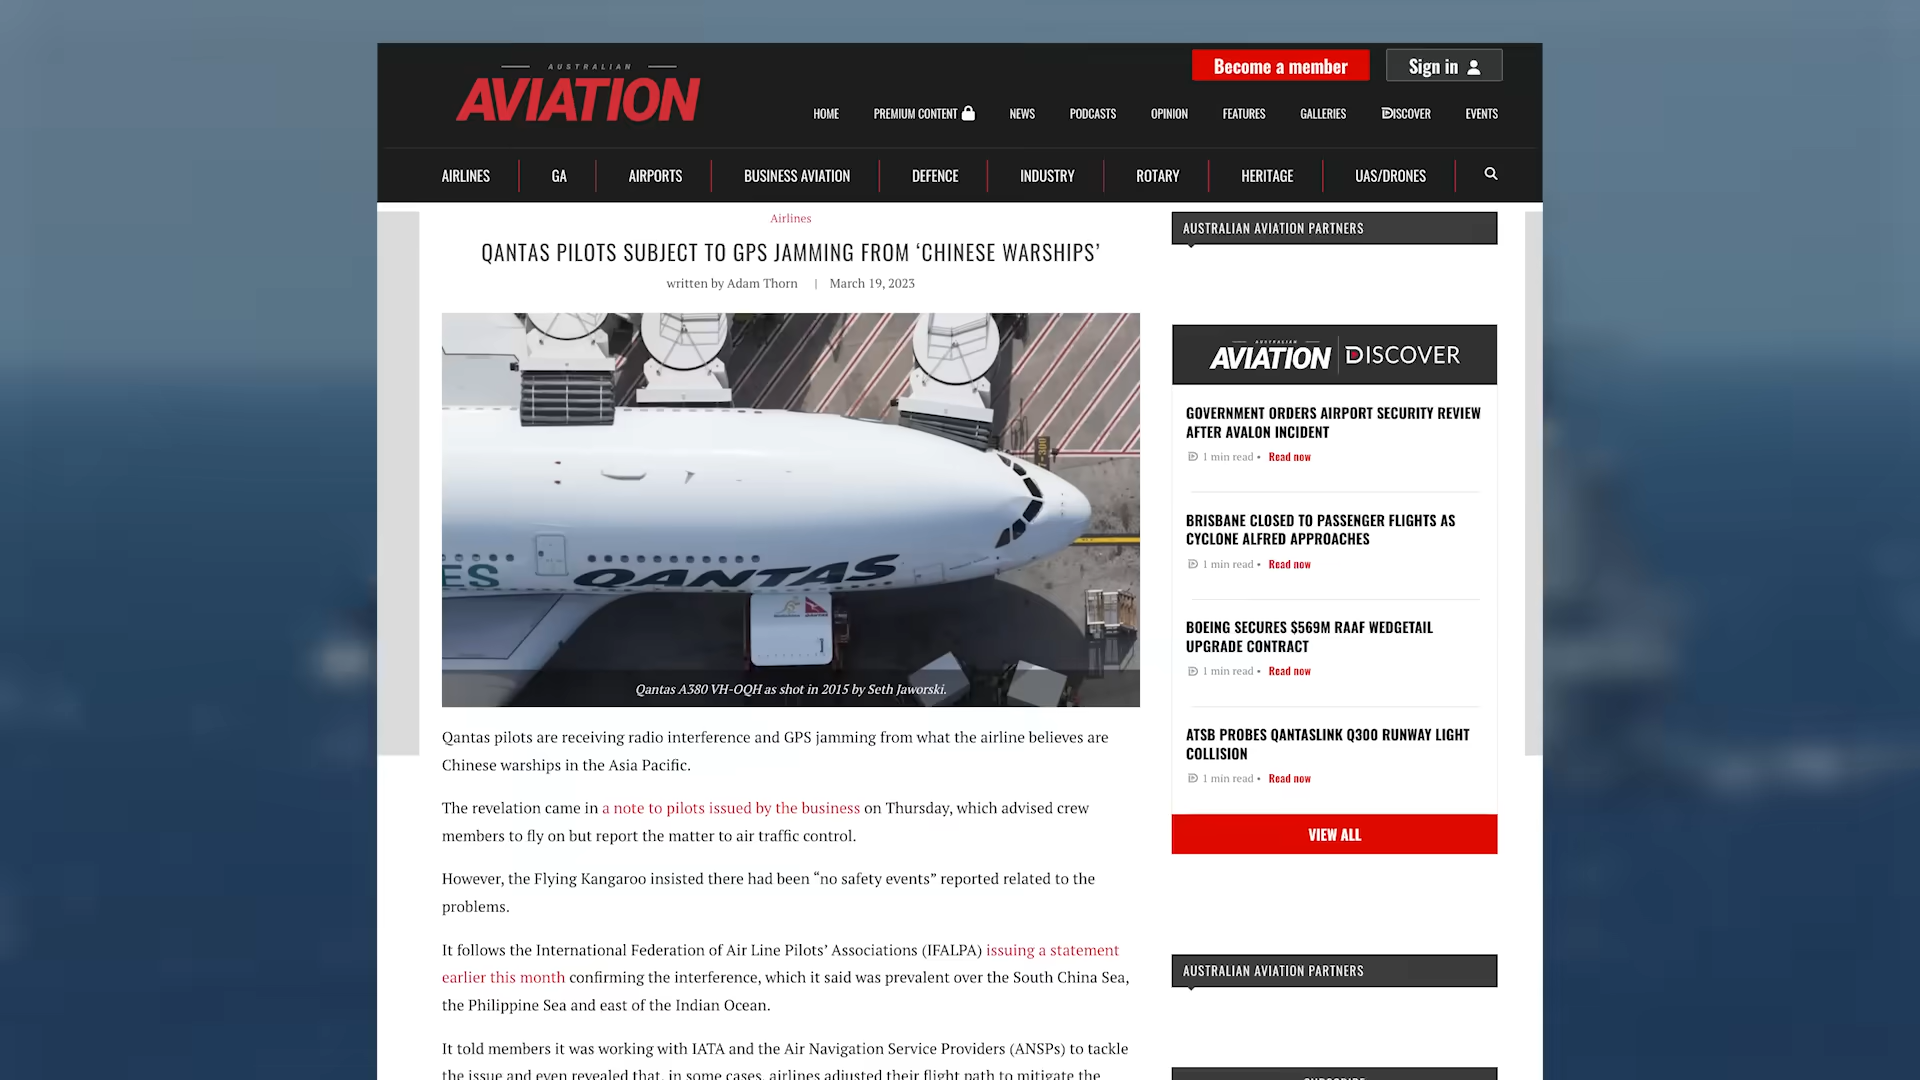 AUSTRALIAN
AVIATION
Become a member
Sign in
HOME
PREMIUM CONTENT
NEWS
PODCASTS
OPINION
FEATURES
GALLERIES
DISCOVER
EVENTS
AIRLINES
GA
AIRPORTS
BUSINESS AVIATION
DEFENCE
INDUSTRY
ROTARY
HERITAGE
UAS/DRONES
Airlines
QANTAS PILOTS SUBJECT TO GPS JAMMING FROM ‘CHINESE WARSHIPS’
written by Adam Thorn | March 19, 2023
ES
QANTAS
Qantas A380 VH-OQH as shot in 2015 by Seth Jaworski.
Qantas pilots are receiving radio interference and GPS jamming from what the airline believes are
Chinese warships in the Asia Pacific.
The revelation came in a note to pilots issued by the business on Thursday, which advised crew
members to fly on but report the matter to air traffic control.
However, the Flying Kangaroo insisted there had been “no safety events” reported related to the
problems.
It follows the International Federation of Air Line Pilots’ Associations (IFALPA) issuing a statement
earlier this month confirming the interference, which it said was prevalent over the South China Sea,
the Philippine Sea and east of the Indian Ocean.
It told members it was working with IATA and the Air Navigation Service Providers (ANSPs) to tackle
the issue and even revealed that, in some cases, airlines adjusted their flight path to mitigate the
AUSTRALIAN AVIATION PARTNERS
AUSTRALIAN
AVIATION
DISCOVER
GOVERNMENT ORDERS AIRPORT SECURITY REVIEW
AFTER AVALON INCIDENT
1 min read • Read now
BRISBANE CLOSED TO PASSENGER FLIGHTS AS
CYCLONE ALFRED APPROACHES
1 min read • Read now
BOEING SECURES $569M RAAF WEDGETAIL
UPGRADE CONTRACT
1 min read • Read now
ATSB PROBES QANTASLINK Q300 RUNWAY LIGHT
COLLISION
1 min read • Read now
VIEW ALL
AUSTRALIAN AVIATION PARTNERS
SUBSCRIBE